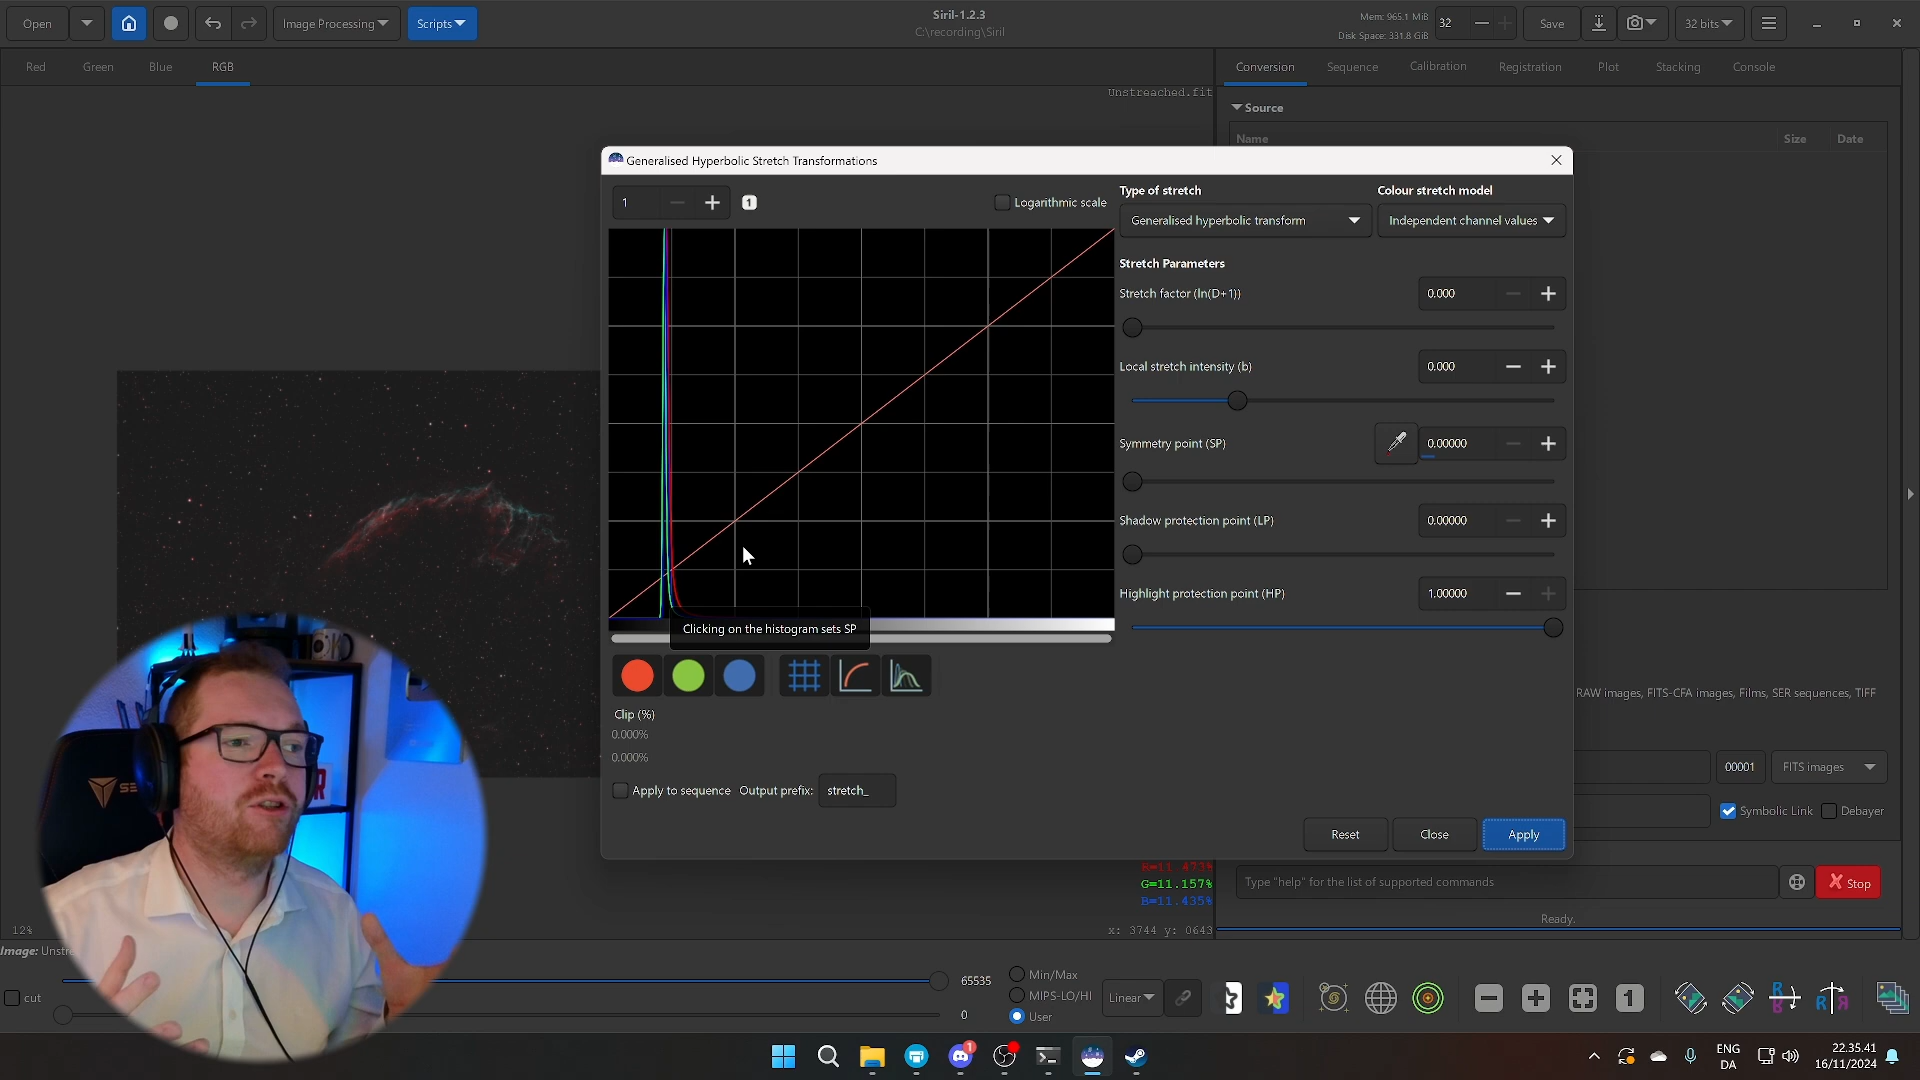 Open
Image Processing
Scripts
Siril-1.2.3
C:\recording\Siril
Mem: 965.1 MiB
Disk Space: 331.8 GiB
32
Save
32 bits
Red
Green
Blue
RGB
Unstreached.fit
Conversion
Sequence
Calibration
Registration
Plot
Stacking
Console
Source
Name
Size
Date
Generalised Hyperbolic Stretch Transformations
1
1
Logarithmic scale
Type of stretch
Colour stretch model
Generalised hyperbolic transform
Independent channel values
Stretch Parameters
Stretch factor (ln(D+1))
0.000
Local stretch intensity (b)
0.000
Symmetry point (SP)
0.00000
Shadow protection point (LP)
0.00000
Highlight protection point (HP)
1.00000
Clicking on the histogram sets SP
Clip (%)
0.000%
0.000%
Apply to sequence
Output prefix:
stretch_
Reset
Close
Apply
RAW images, FITS-CFA images, Films, SER sequences, TIFF
00001
FITS images
Symbolic Link
Debayer
R=11.473%
G=11.157%
B=11.435%
Type "help" for the list of supported commands
Stop
Ready.
12%
x: 3744 y: 0643
Image: Unstre
cut
65535
0
Min/Max
MIPS-LO/HI
User
Linear
1
1
ENG
DA
22.35.41
16/11/2024